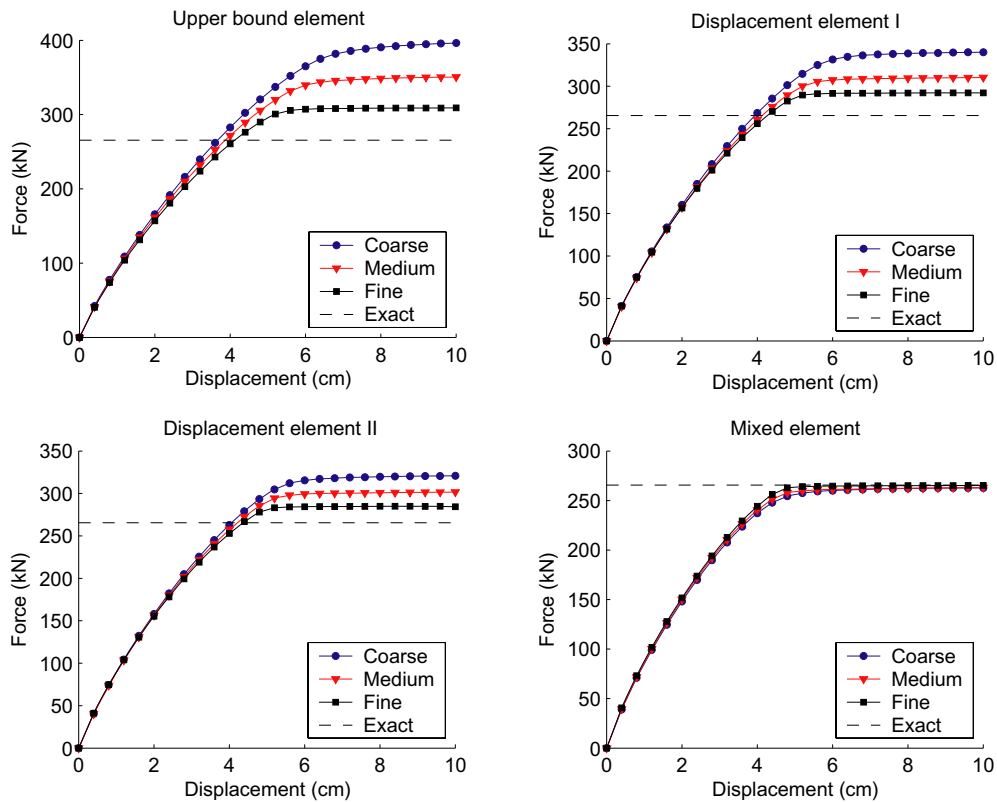 Upper bound element
400
300
200
100
0
Force (kN)
0 2 4 6 8 10
Displacement (cm)
Coarse
Medium
Fine
Exact
Displacement element I
350
300
250
200
150
100
50
0
Force (kN)
0 2 4 6 8 10
Displacement (cm)
Coarse
Medium
Fine
Exact
Displacement element II
350
300
250
200
150
100
50
0
Force (kN)
0 2 4 6 8 10
Displacement (cm)
Coarse
Medium
Fine
Exact
Mixed element
300
250
200
150
100
50
0
Force (kN)
0 2 4 6 8 10
Displacement (cm)
Coarse
Medium
Fine
Exact